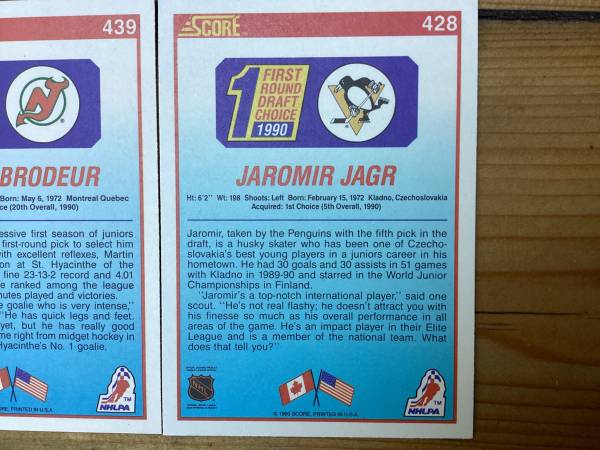 439
BRODEUR
Born: May 6, 1972 Montreal Quebec
ce (20th Overall, 1990)
essive first season of juniors
first-round pick to select him
with excellent reflexes, Martin
on at St. Hyacinthe of the
line 23-13-2 record and 4.01
e ranked among the league
nutes played and victories.
e goalie who is very intense,"
"He has quick legs and feet.
yet, but he has really good
me right from midget hockey in
Hyacinthe's No. 1 goalie.
RE, PRINTED IN U.S.A.
NHLPA
TM
SCORE
428
1 FIRST
ROUND
DRAFT
CHOICE
1990
JAROMIR JAGR
Ht: 6'2" Wt: 198 Shoots: Left Born: February 15, 1972 Kladno, Czechoslovakia
Acquired: 1st Choice (5th Overall, 1990)
Jaromir, taken by the Penguins with the fifth pick in the
draft, is a husky skater who has been one of Czecho-
slovakia's best young players in a juniors career in his
hometown. He had 30 goals and 30 assists in 51 games
with Kladno in 1989-90 and starred in the World Junior
Championships in Finland.
"Jaromir's a top-notch international player," said one
scout. "He's not real flashy; he doesn't attract you with
his finesse so much as his overall performance in all
areas of the game. He's an impact player in their Elite
League and is a member of the national team. What
does that tell you?"
NHL
© 1990 SCORE, PRINTED IN U.S.A.
NHLPA
TM